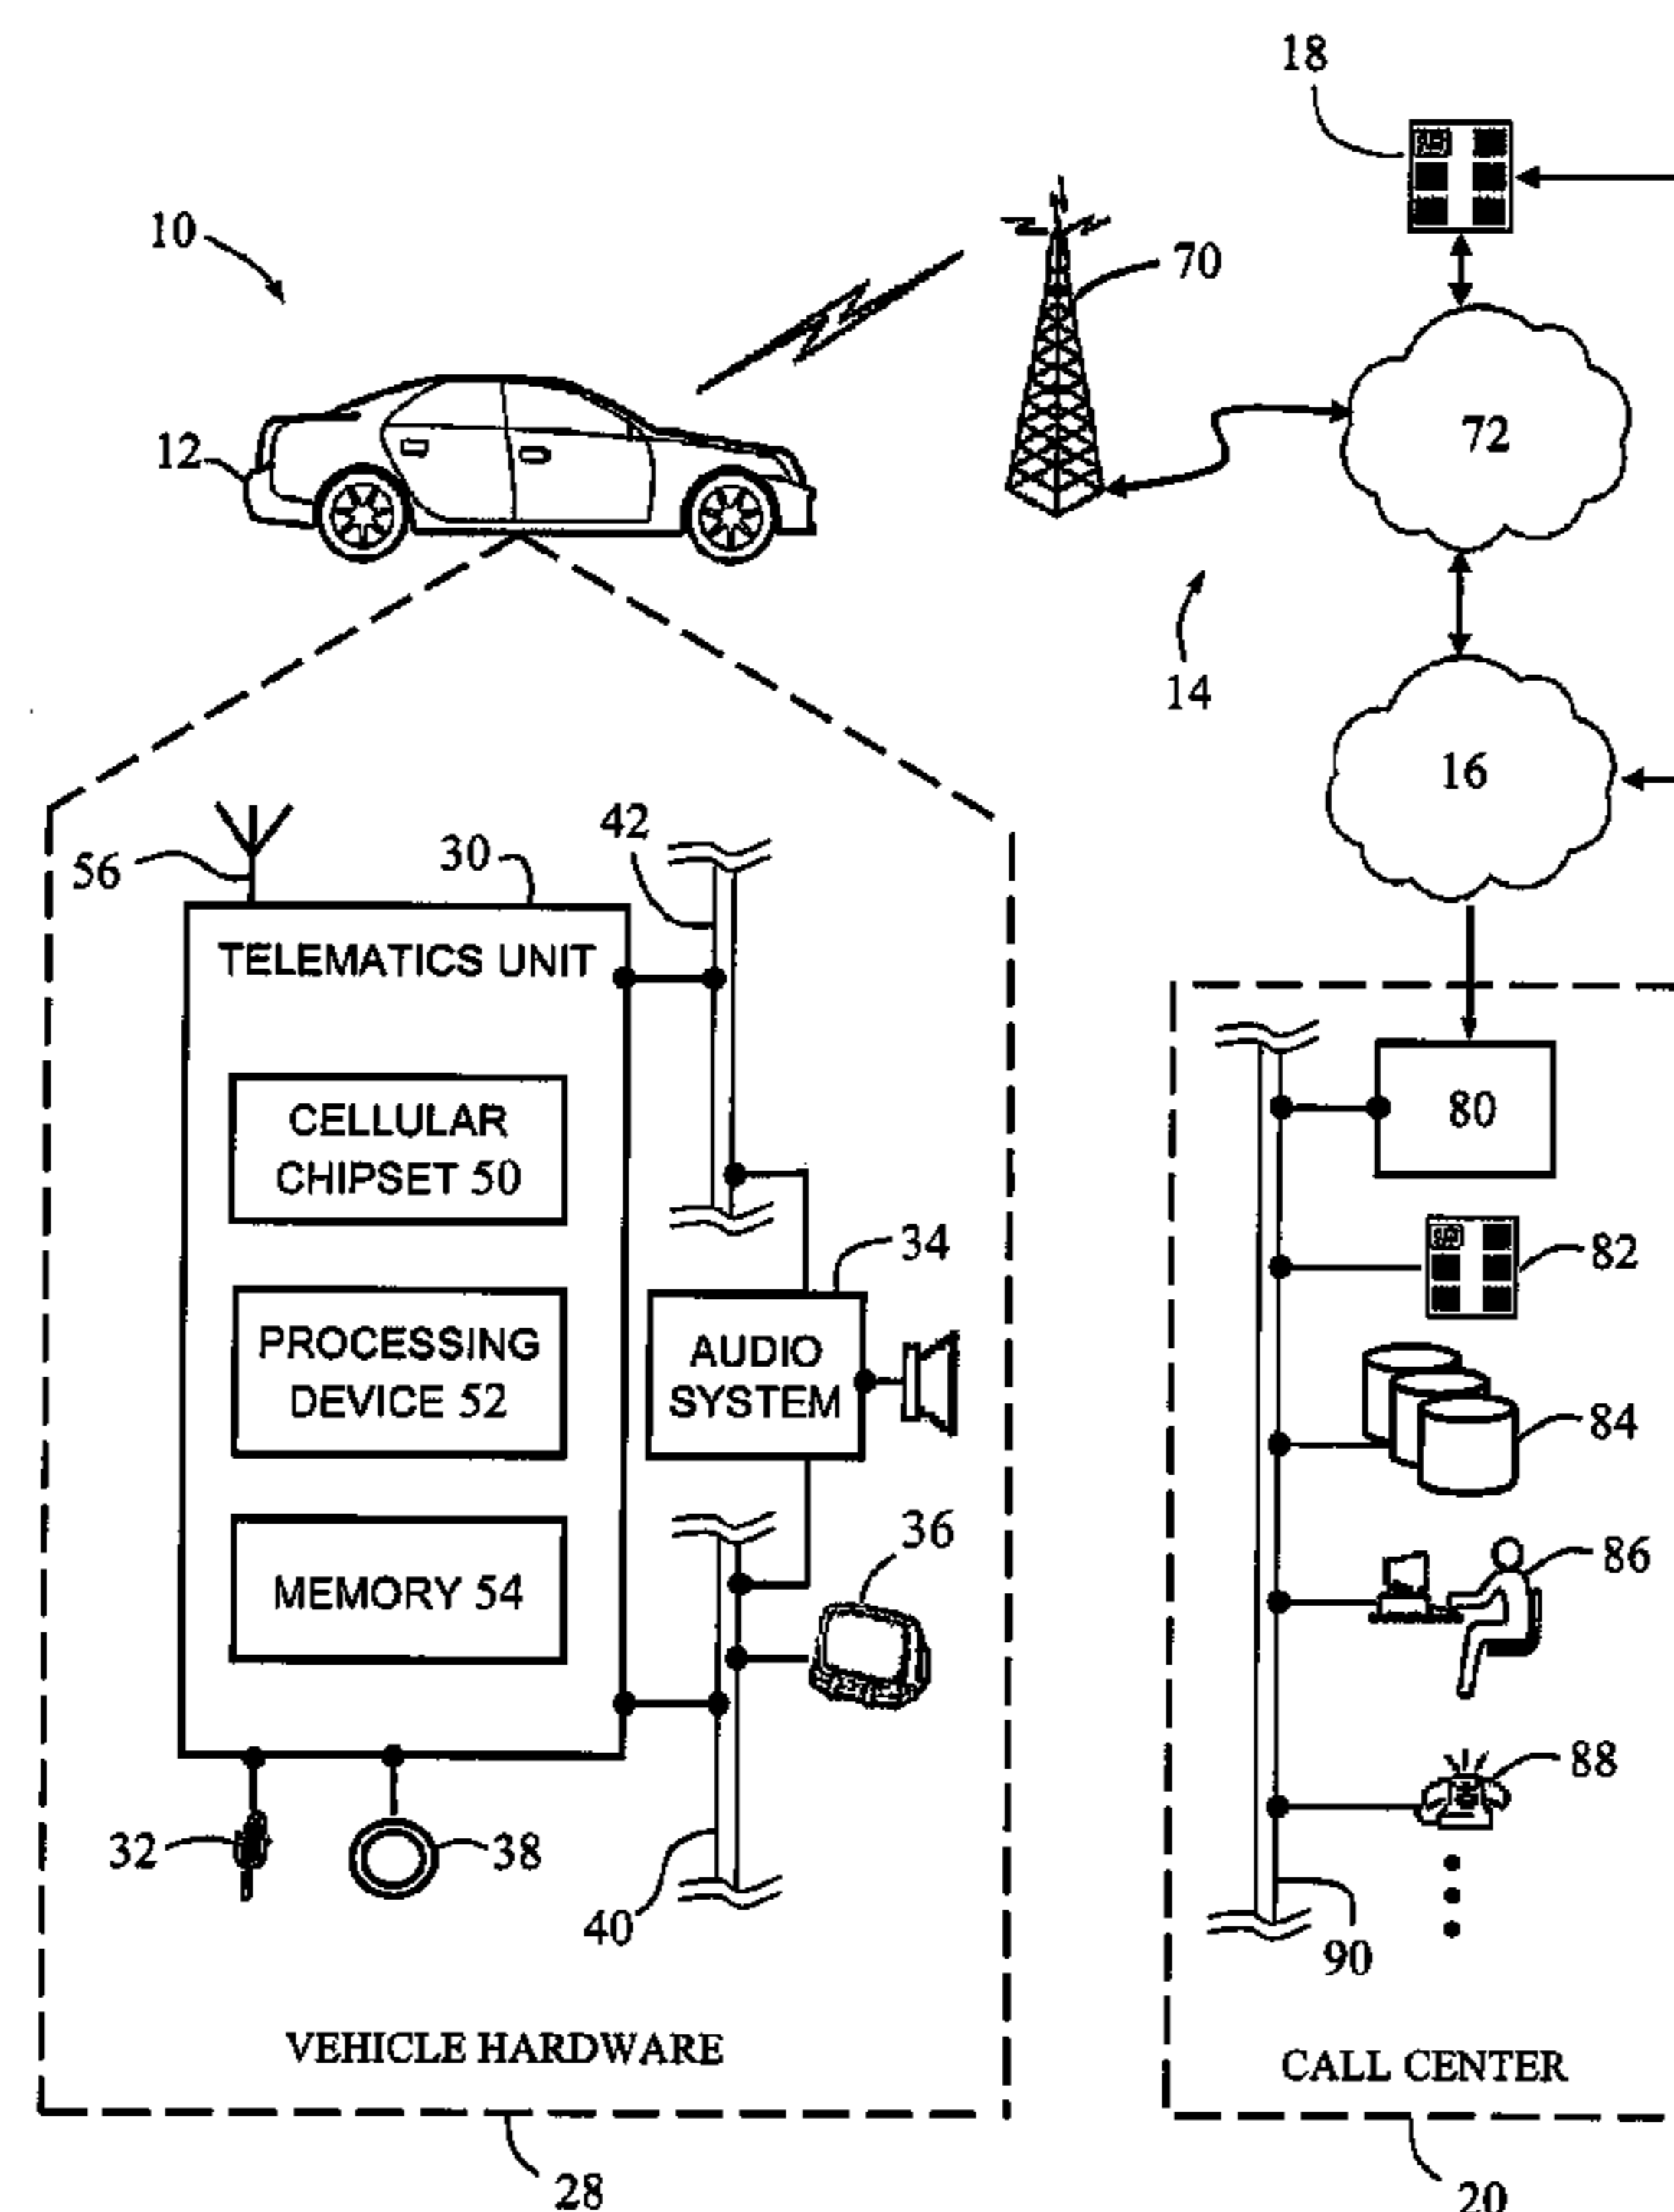 18
10
70
12
72
14
16
56
30
42
TELEMATICS UNIT
CELLULAR
CHIPSET 50
80
34
82
PROCESSING
DEVICE 52
AUDIO
SYSTEM
84
36
86
MEMORY 54
88
32
38
40
90
VEHICLE HARDWARE
CALL CENTER
28
20